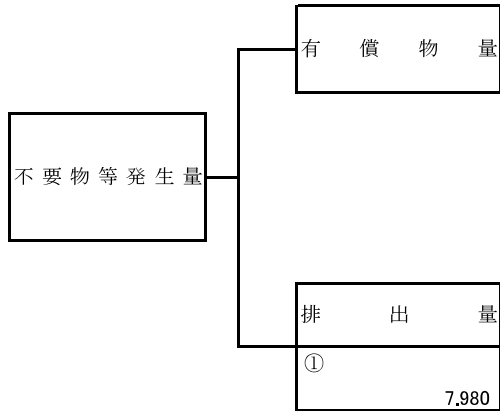 有償物量
不要物等発生量
排出量
①
7.980